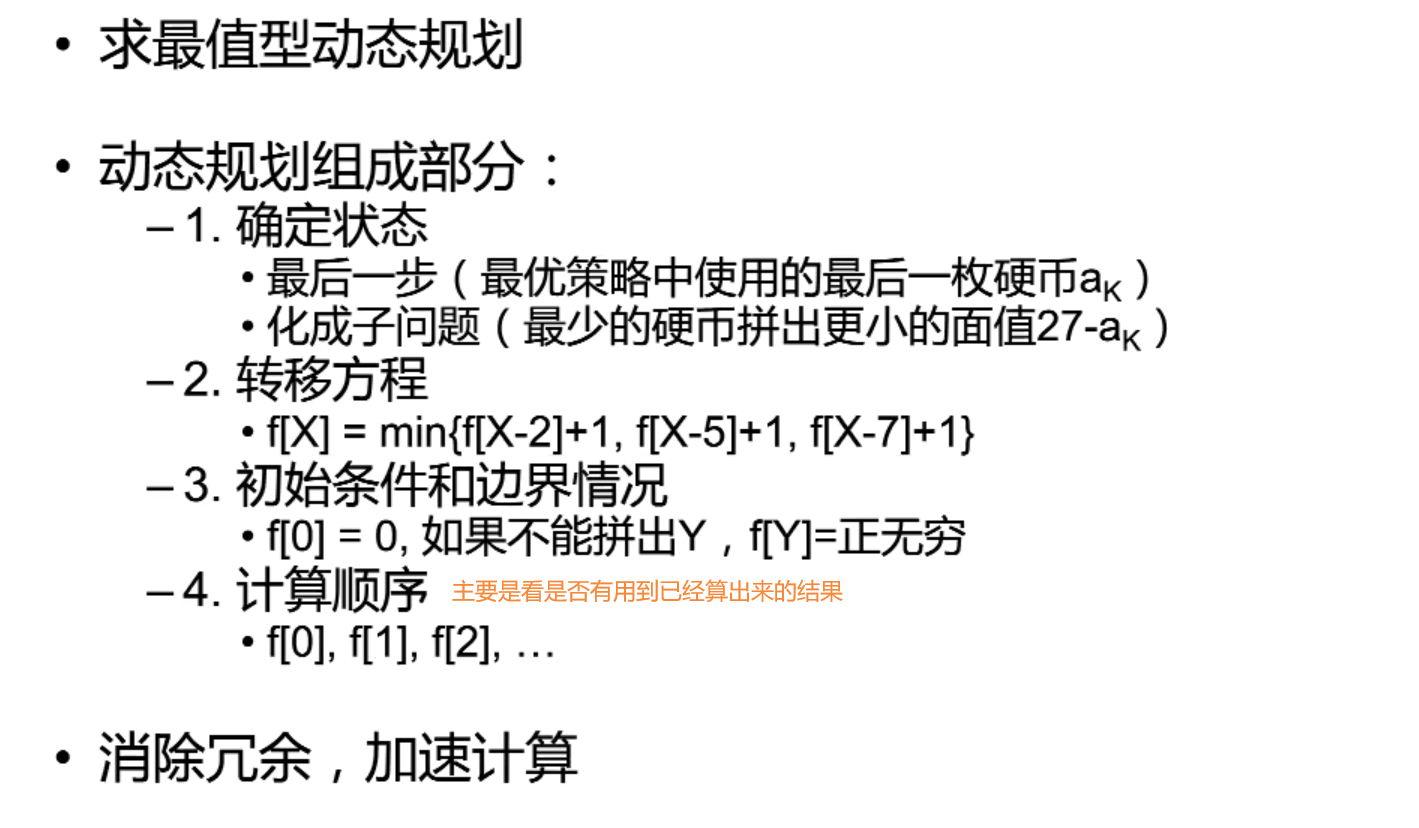 • 求最值型动态规划
• 动态规划组成部分：
– 1. 确定状态
• 最后一步（最优策略中使用的最后一枚硬币aK）
• 化成子问题（最少的硬币拼出更小的面值27-aK）
– 2. 转移方程
• f[X] = min{f[X-2]+1, f[X-5]+1, f[X-7]+1}
– 3. 初始条件和边界情况
• f[0] = 0, 如果不能拼出Y，f[Y]=正无穷
– 4. 计算顺序 主要是看是否有用到已经算出来的结果
• f[0], f[1], f[2], …
• 消除冗余，加速计算